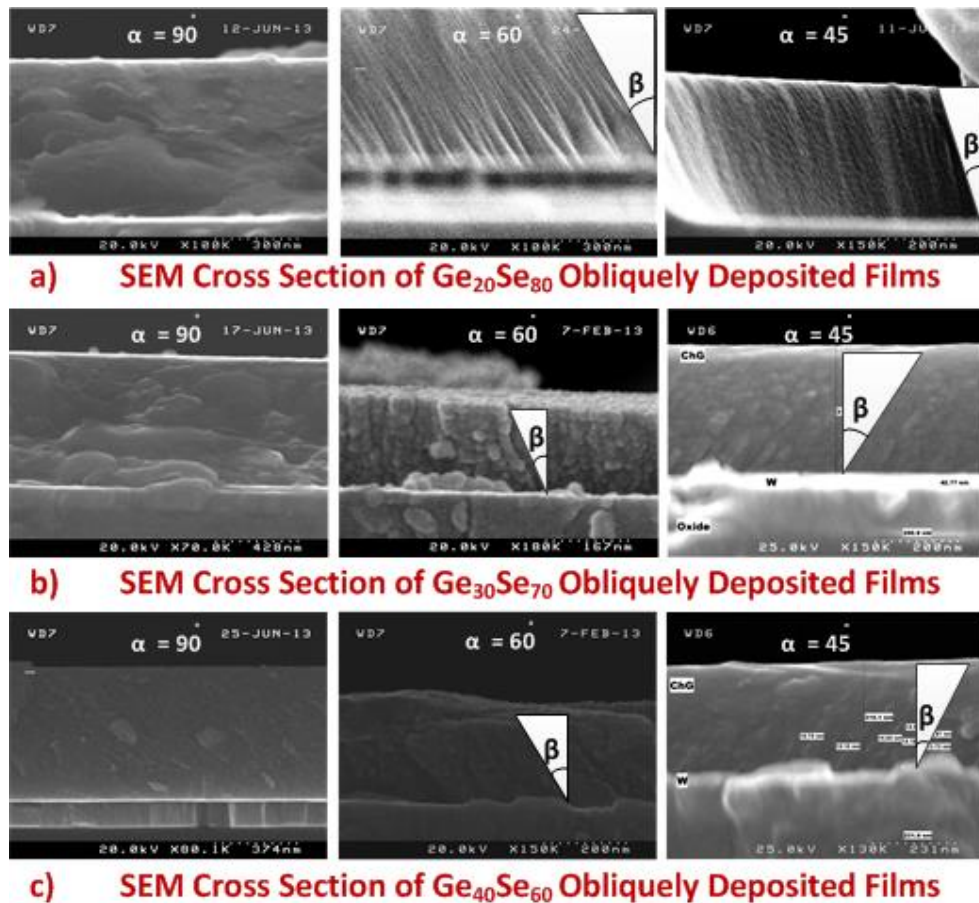 WD7 α = 90° 12-JUN-13
20.0kV X100K 300nm
WD7 α = 60° 24-
β
20.0kV X100K 300nm
WD7 α = 45° 11-JU
β
20.0kV X150K 200nm
a) SEM Cross Section of Ge₂₀Se₈₀ Obliquely Deposited Films
WD7 α = 90° 17-JUN-13
20.0kV X70.0K 428nm
WD7 α = 60° 7-FEB-13
β
20.0kV X180K 167nm
WD6 α = 45°
ChG
β
W
Oxide
25.0kV X150K 200nm
b) SEM Cross Section of Ge₃₀Se₇₀ Obliquely Deposited Films
WD7 α = 90° 25-JUN-13
20.0kV X80.1K 374nm
WD7 α = 60° 7-FEB-13
β
20.0kV X150K 200nm
WD6 α = 45°
ChG
β
W
25.0kV X130K 231nm
c) SEM Cross Section of Ge₄₀Se₆₀ Obliquely Deposited Films